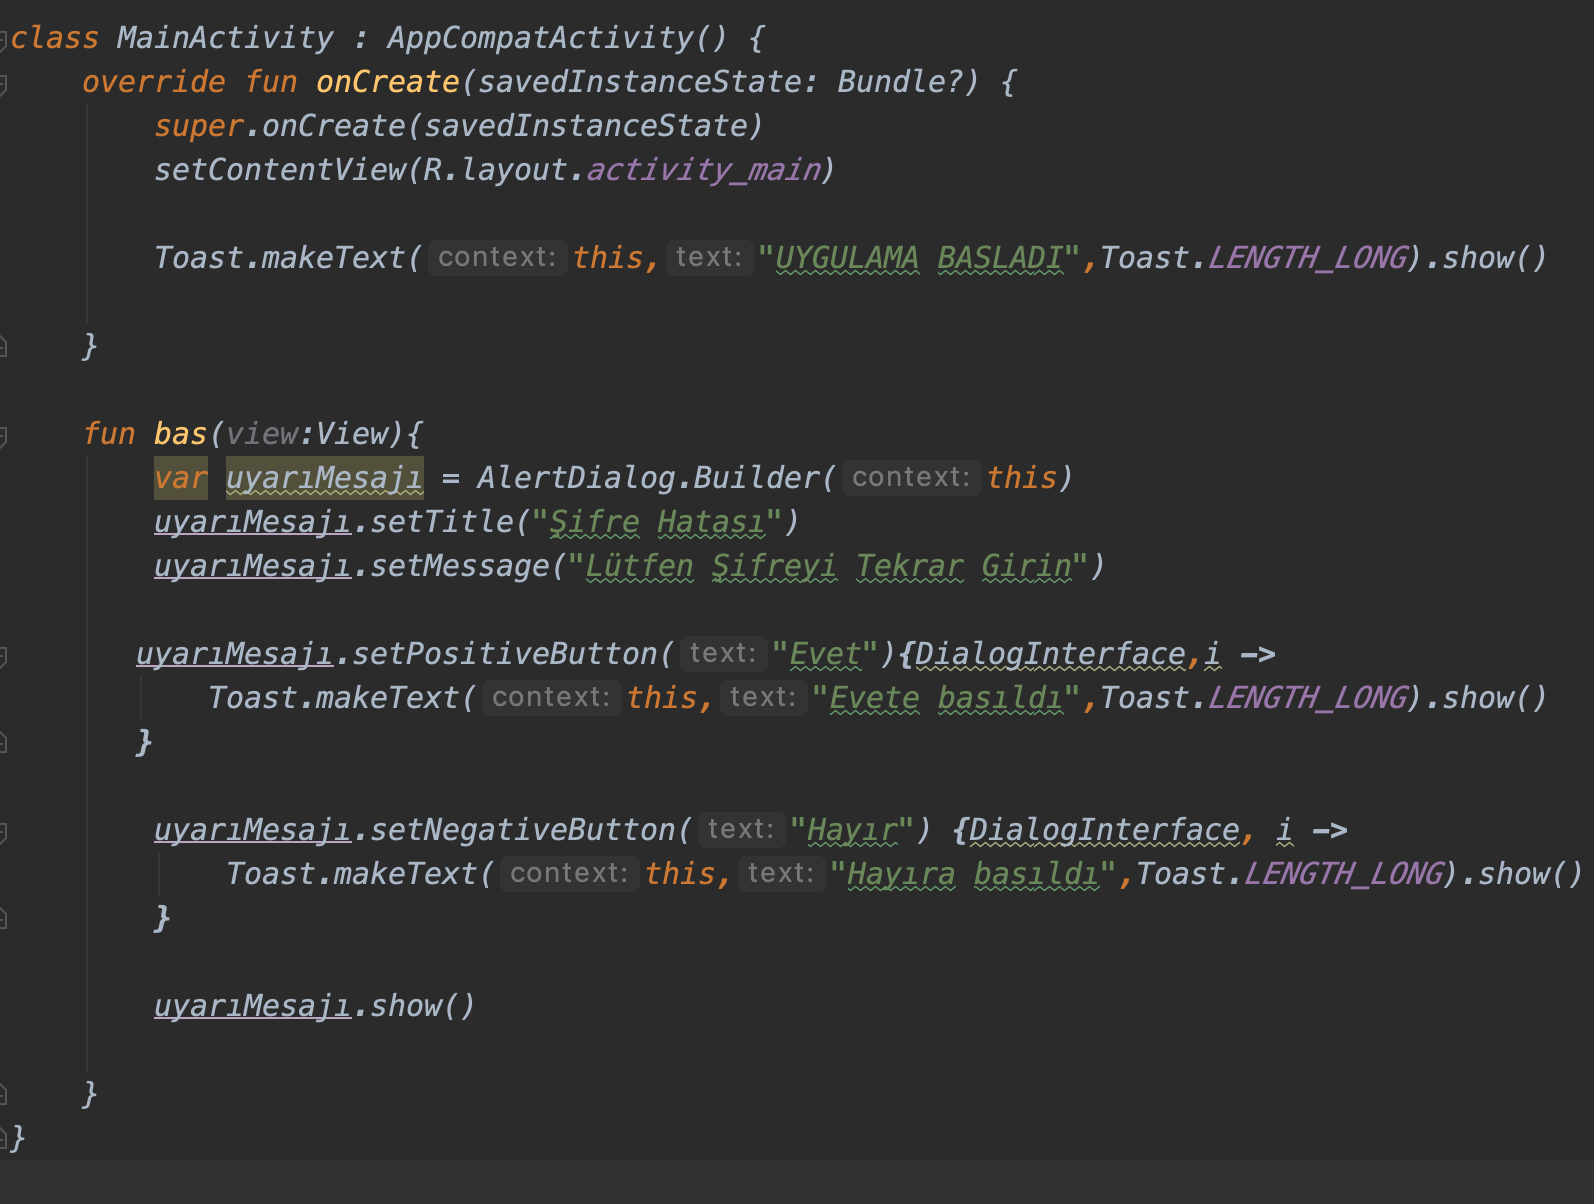 class MainActivity : AppCompatActivity() {
override fun onCreate(savedInstanceState: Bundle?) {
super.onCreate(savedInstanceState)
setContentView(R.layout.activity_main)
Toast.makeText( context: this, text: "UYGULAMA BASLADI",Toast.LENGTH_LONG).show()
}
fun bas(view:View){
var uyarıMesajı = AlertDialog.Builder( context: this)
uyarıMesajı.setTitle("Şifre Hatası")
uyarıMesajı.setMessage("Lütfen Şifreyi Tekrar Girin")
uyarıMesajı.setPositiveButton( text: "Evet"){DialogInterface,i ->
Toast.makeText( context: this, text: "Evete basıldı",Toast.LENGTH_LONG).show()
}
uyarıMesajı.setNegativeButton( text: "Hayır") {DialogInterface, i ->
Toast.makeText( context: this, text: "Hayıra basıldı",Toast.LENGTH_LONG).show()
}
uyarıMesajı.show()
}
}